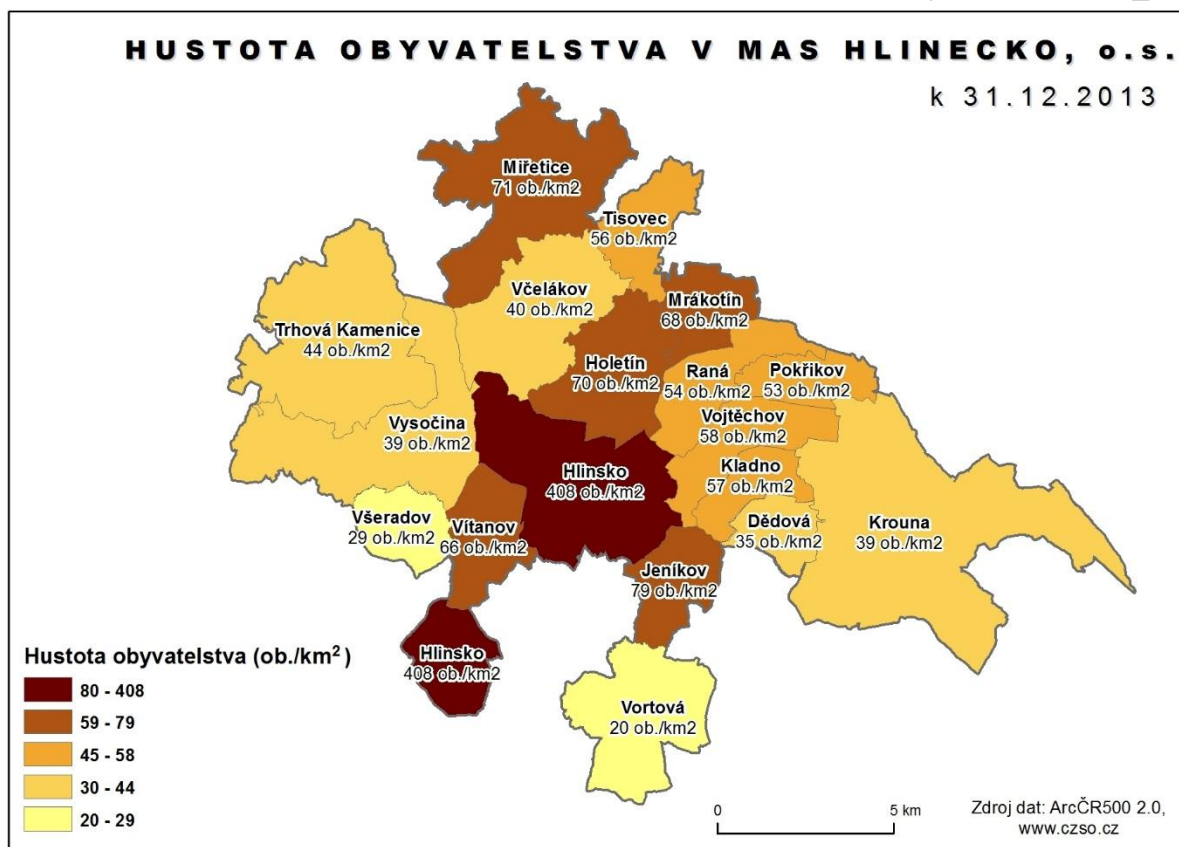 HUSTOTA OBYVATELSTVA V MAS HLINECKO, o.s.
k 31.12.2013
Miřetice
71 ob./km2
Tisovec
56 ob./km2
Včelákov
40 ob./km2
Mrákotín
68 ob./km2
Trhová Kamenice
44 ob./km2
Holetín
70 ob./km2
Raná
54 ob./km2
Pokřikov
53 ob./km2
Vysočina
39 ob./km2
Vojtěchov
58 ob./km2
Hlinsko
408 ob./km2
Kladno
57 ob./km2
Všeradov
29 ob./km2
Vítanov
66 ob./km2
Dědová
35 ob./km2
Krouna
39 ob./km2
Jeníkov
79 ob./km2
Hlinsko
408 ob./km2
Vortová
20 ob./km2
Hustota obyvatelstva (ob./km²)
80 - 408
59 - 79
45 - 58
30 - 44
20 - 29
0 5 km
Zdroj dat: ArcČR500 2.0,
www.czso.cz